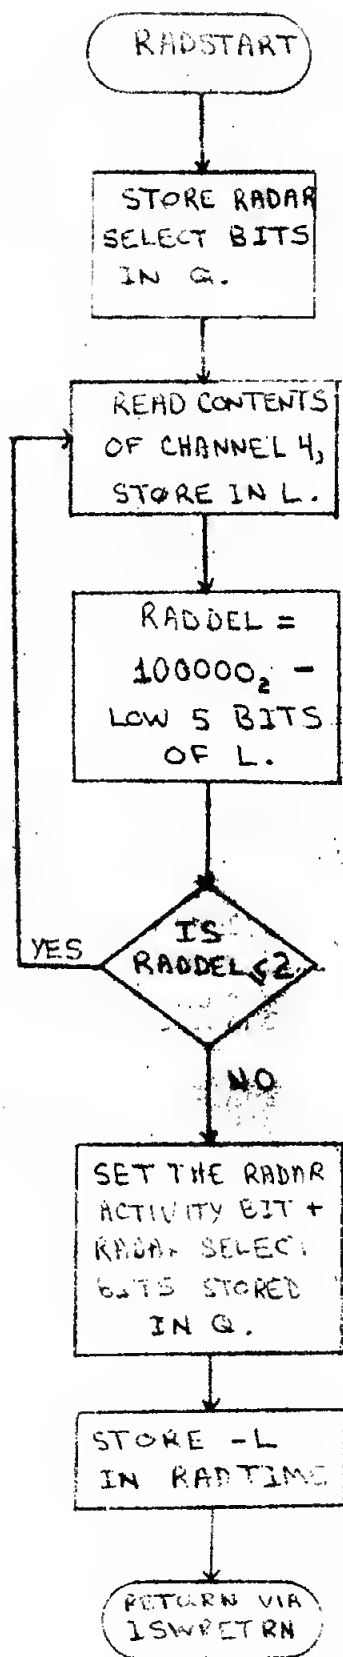 RADSTART
STORE RADAR
SELECT BITS
IN Q.
READ CONTENTS
OF CHANNEL 4,
STORE IN L.
RADDEL =
100000₂ -
LOW 5 BITS
OF L.
IS
RADDEL ≤2
YES
NO
SET THE RADAR
ACTIVITY BIT +
RADAR SELECT
BITS STORED
IN Q.
STORE -L
IN RADTIME
RETURN VIA
ISWRETRN